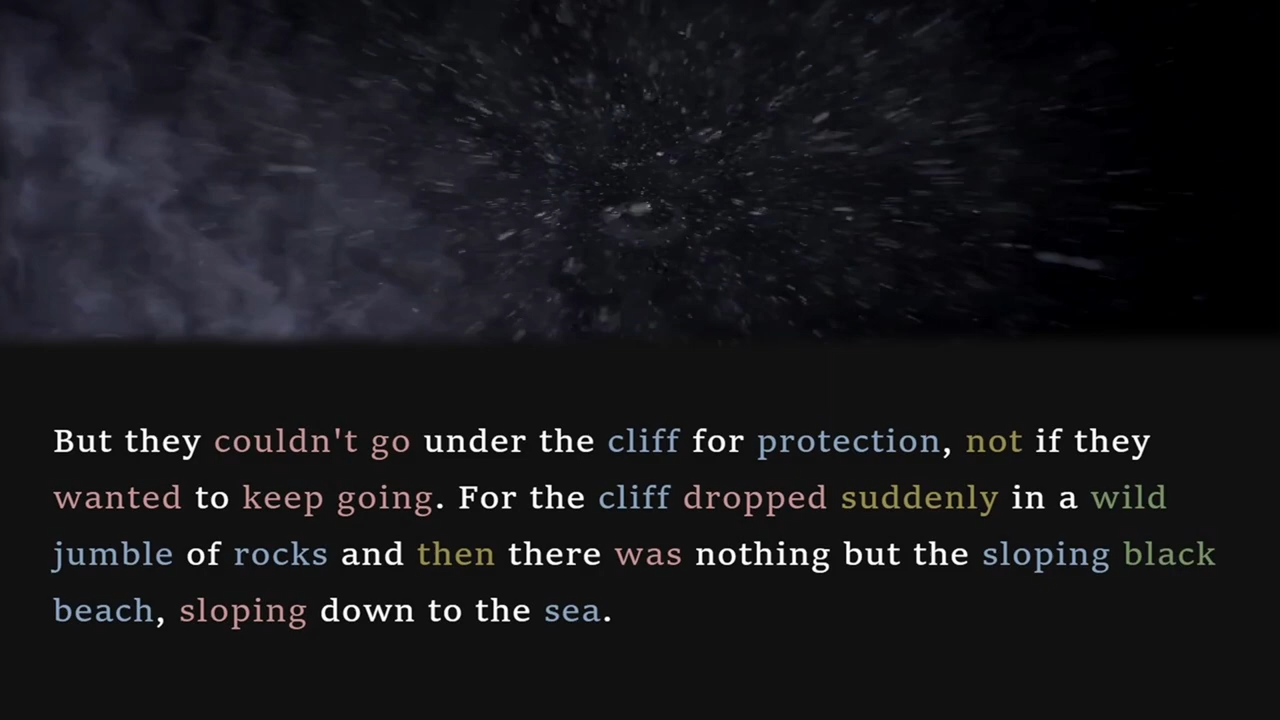 But they couldn't go under the cliff for protection, not if they
wanted to keep going. For the cliff dropped suddenly in a wild
jumble of rocks and then there was nothing but the sloping black
beach, sloping down to the sea.